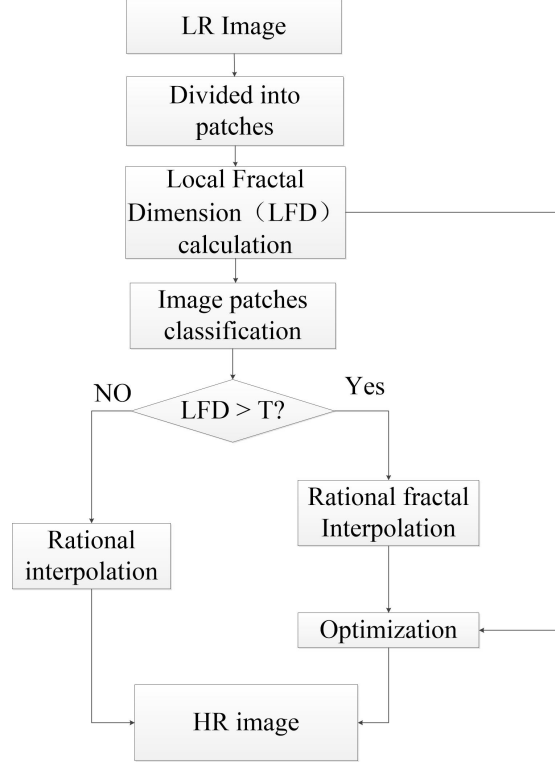 LR Image
Divided into
patches
Local Fractal
Dimension（LFD）
calculation
Image patches
classification
NO
LFD > T?
Yes
Rational fractal
Interpolation
Rational
interpolation
Optimization
HR image